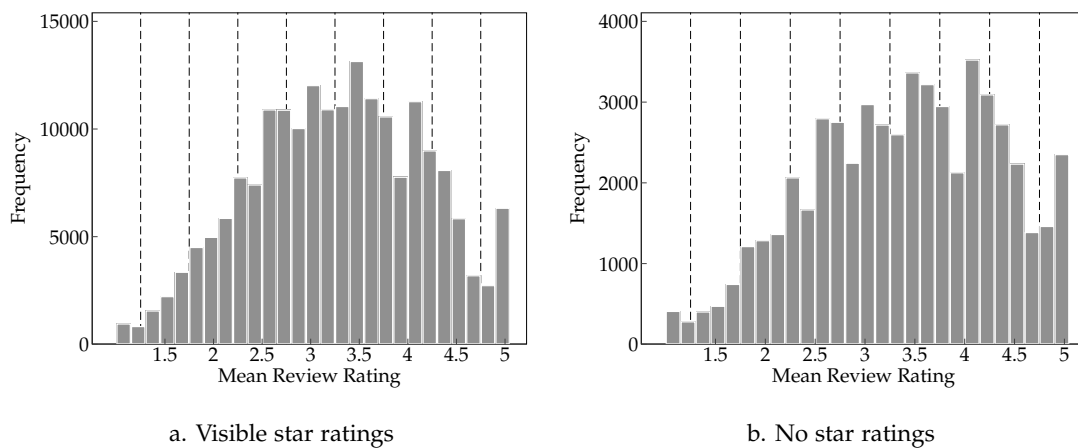 15000
10000
5000
0
Frequency
1.5 2 2.5 3 3.5 4 4.5 5
Mean Review Rating
a. Visible star ratings
4000
3000
2000
1000
0
Frequency
1.5 2 2.5 3 3.5 4 4.5 5
Mean Review Rating
b. No star ratings